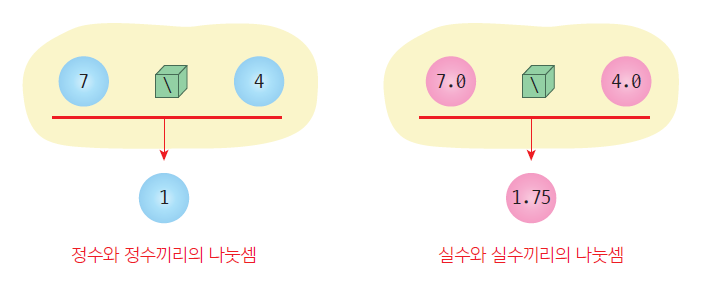 7 \ 4
1
정수와 정수끼리의 나눗셈
7.0 \ 4.0
1.75
실수와 실수끼리의 나눗셈